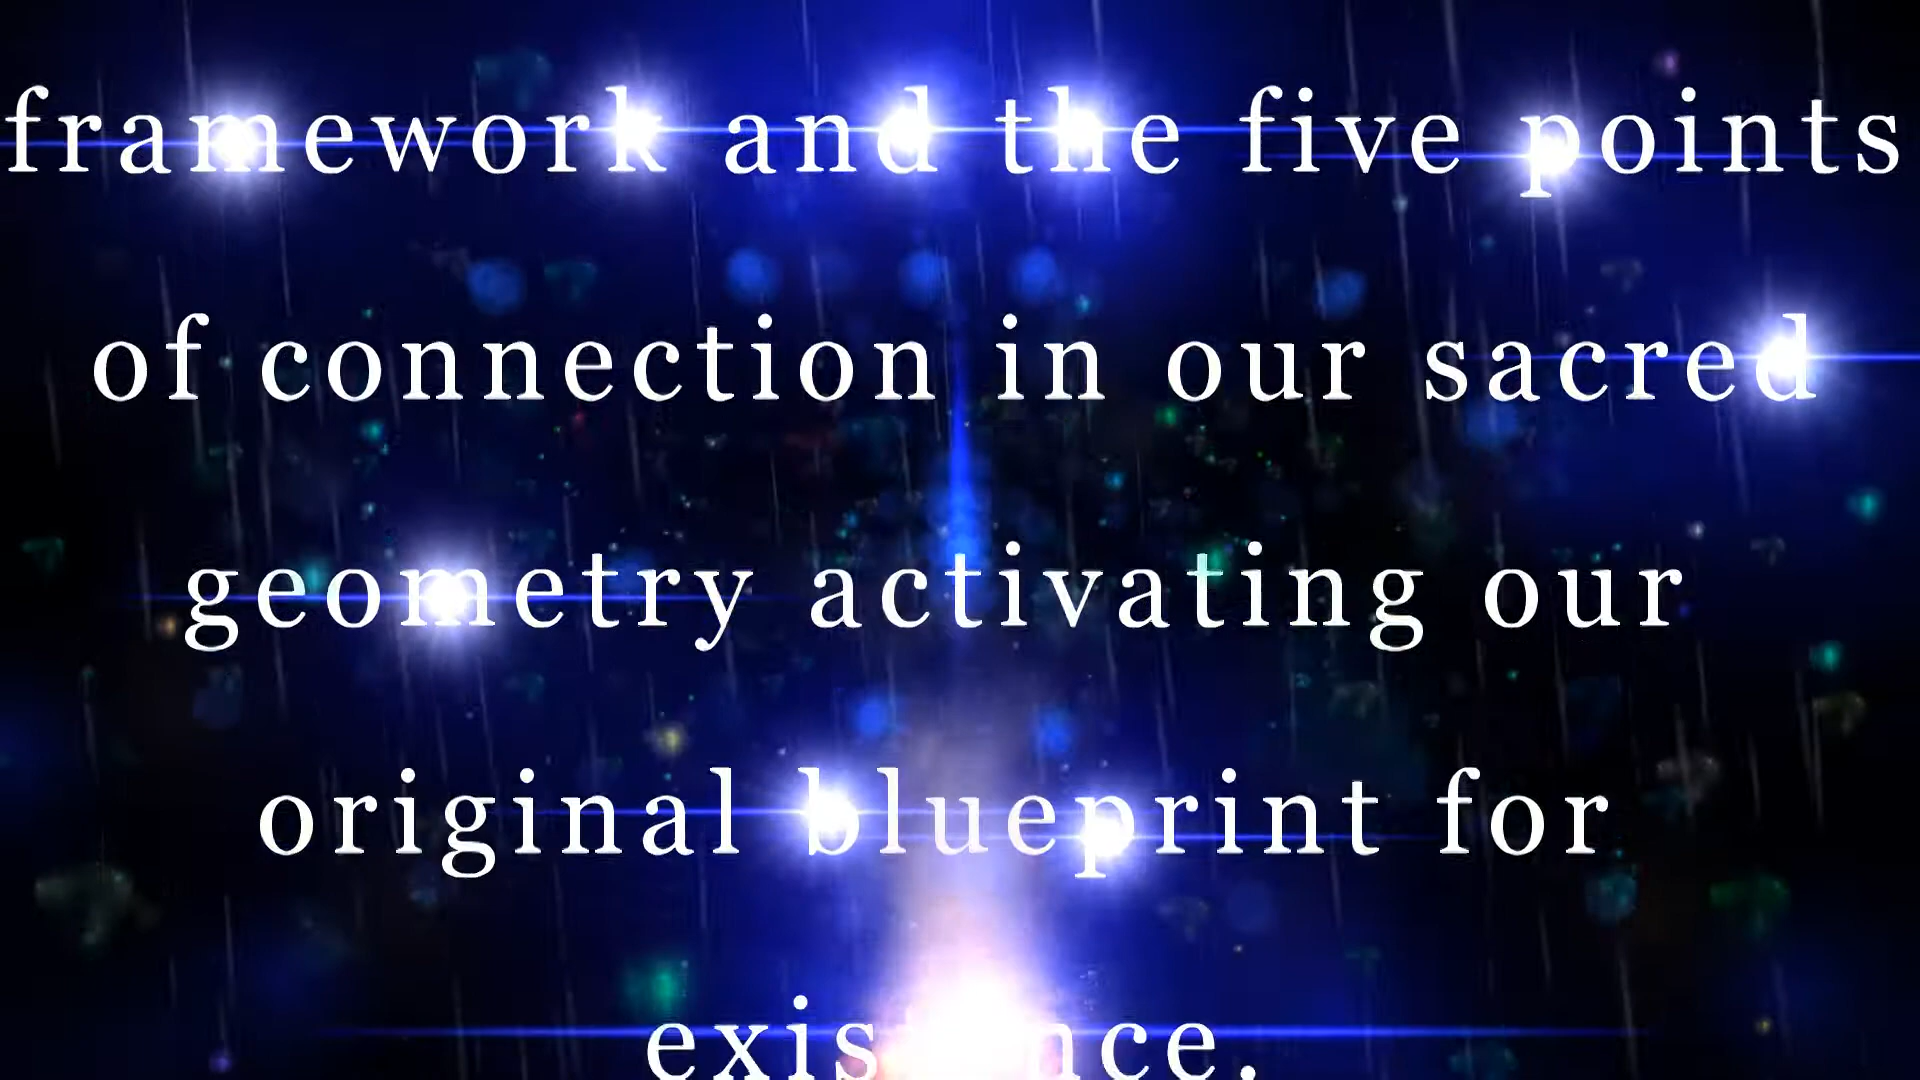 framework and the five points
of connection in our sacred
geometry activating our
original blueprint for
existence.